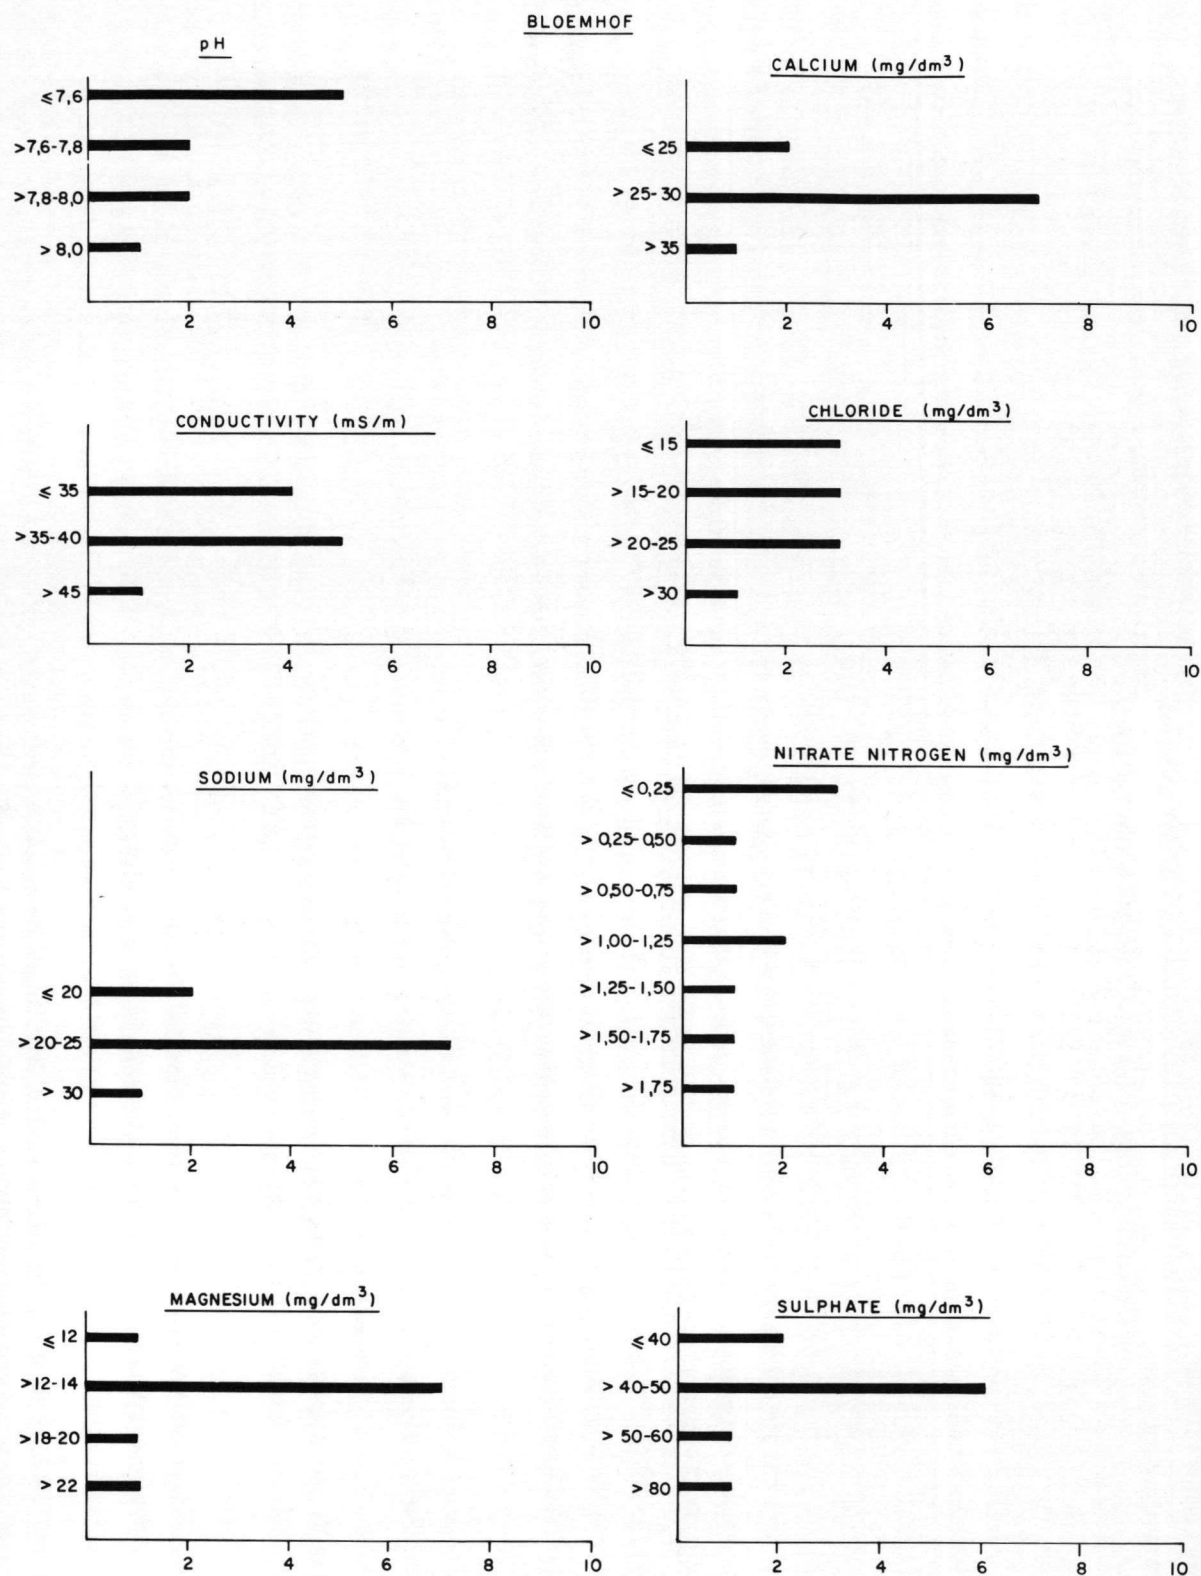 BLOEMHOF
pH
≤7,6
>7,6-7,8
>7,8-8,0
>8,0
2 4 6 8 10
CALCIUM (mg/dm³)
≤25
>25-30
>35
2 4 6 8 10
CONDUCTIVITY (mS/m)
≤ 35
>35-40
>45
2 4 6 8 10
CHLORIDE (mg/dm³)
≤ 15
> 15-20
> 20-25
>30
2 4 6 8 10
SODIUM (mg/dm³)
≤ 20
>20-25
> 30
2 4 6 8 10
NITRATE NITROGEN (mg/dm³)
≤0,25
>0,25-0,50
>0,50-0,75
>1,00-1,25
>1,25-1,50
>1,50-1,75
>1,75
2 4 6 8 10
MAGNESIUM (mg/dm³)
≤12
>12-14
>18-20
>22
2 4 6 8 10
SULPHATE (mg/dm³)
≤40
>40-50
>50-60
>80
2 4 6 8 10